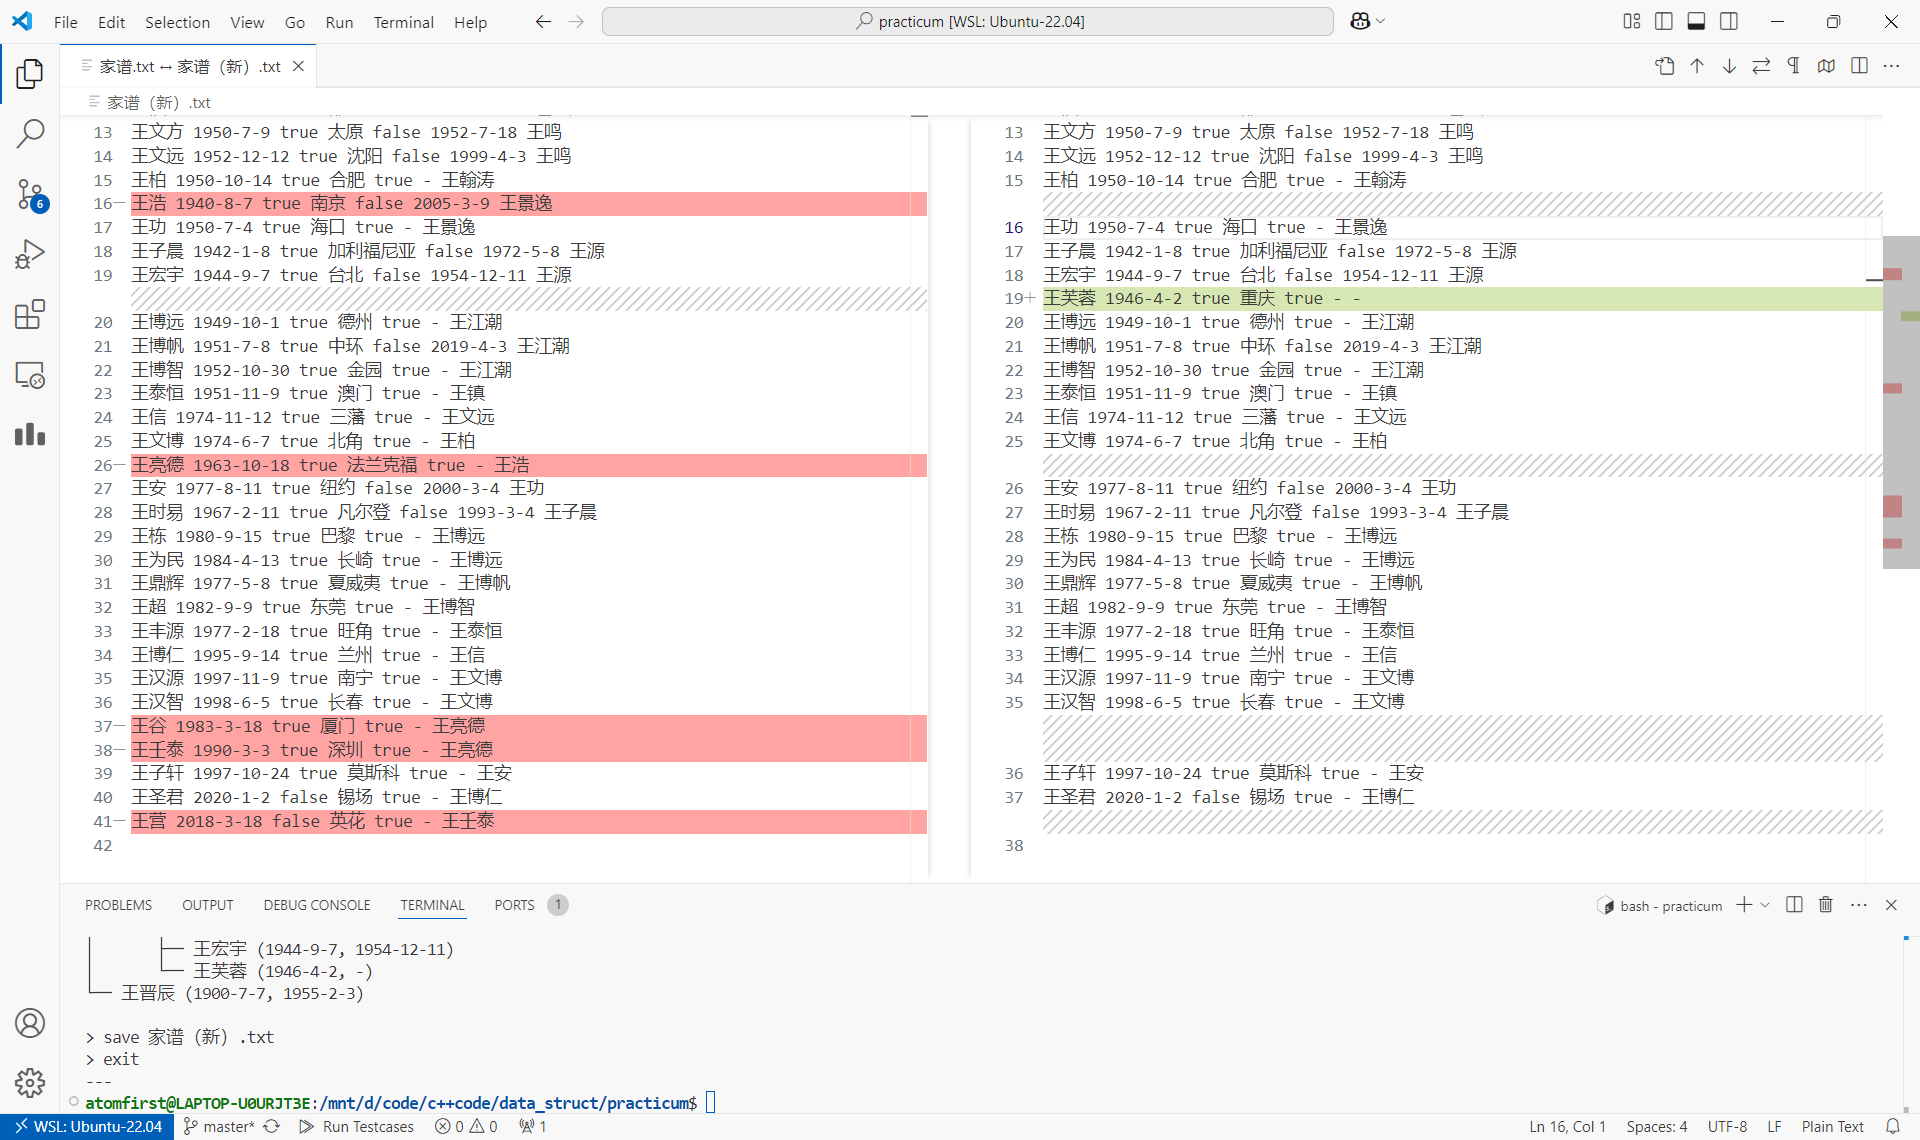 File Edit Selection View Go Run Terminal Help
practicum [WSL: Ubuntu-22.04]
家谱.txt ↔ 家谱（新）.txt
家谱（新）.txt
13 王文方 1950-7-9 true 太原 false 1952-7-18 王鸣
14 王文远 1952-12-12 true 沈阳 false 1999-4-3 王鸣
15 王柏 1950-10-14 true 合肥 true - 王翰涛
16— 王浩 1940-8-7 true 南京 false 2005-3-9 王景逸
17 王功 1950-7-4 true 海口 true - 王景逸
18 王子晨 1942-1-8 true 加利福尼亚 false 1972-5-8 王源
19 王宏宇 1944-9-7 true 台北 false 1954-12-11 王源
20 王博远 1949-10-1 true 德州 true - 王江潮
21 王博帆 1951-7-8 true 中环 false 2019-4-3 王江潮
22 王博智 1952-10-30 true 金园 true - 王江潮
23 王泰恒 1951-11-9 true 澳门 true - 王镇
24 王信 1974-11-12 true 三藩 true - 王文远
25 王文博 1974-6-7 true 北角 true - 王柏
26— 王亮德 1963-10-18 true 法兰克福 true - 王浩
27 王安 1977-8-11 true 纽约 false 2000-3-4 王功
28 王时易 1967-2-11 true 凡尔登 false 1993-3-4 王子晨
29 王栋 1980-9-15 true 巴黎 true - 王博远
30 王为民 1984-4-13 true 长崎 true - 王博远
31 王鼎辉 1977-5-8 true 夏威夷 true - 王博帆
32 王超 1982-9-9 true 东莞 true - 王博智
33 王丰源 1977-2-18 true 旺角 true - 王泰恒
34 王博仁 1995-9-14 true 兰州 true - 王信
35 王汉源 1997-11-9 true 南宁 true - 王文博
36 王汉智 1998-6-5 true 长春 true - 王文博
37— 王谷 1983-3-18 true 厦门 true - 王亮德
38— 王壬泰 1990-3-3 true 深圳 true - 王亮德
39 王子轩 1997-10-24 true 莫斯科 true - 王安
40 王圣君 2020-1-2 false 锡场 true - 王博仁
41— 王营 2018-3-18 false 英花 true - 王壬泰
42
13 王文方 1950-7-9 true 太原 false 1952-7-18 王鸣
14 王文远 1952-12-12 true 沈阳 false 1999-4-3 王鸣
15 王柏 1950-10-14 true 合肥 true - 王翰涛
16 王功 1950-7-4 true 海口 true - 王景逸
17 王子晨 1942-1-8 true 加利福尼亚 false 1972-5-8 王源
18 王宏宇 1944-9-7 true 台北 false 1954-12-11 王源
19+ 王芙蓉 1946-4-2 true 重庆 true - -
20 王博远 1949-10-1 true 德州 true - 王江潮
21 王博帆 1951-7-8 true 中环 false 2019-4-3 王江潮
22 王博智 1952-10-30 true 金园 true - 王江潮
23 王泰恒 1951-11-9 true 澳门 true - 王镇
24 王信 1974-11-12 true 三藩 true - 王文远
25 王文博 1974-6-7 true 北角 true - 王柏
26 王安 1977-8-11 true 纽约 false 2000-3-4 王功
27 王时易 1967-2-11 true 凡尔登 false 1993-3-4 王子晨
28 王栋 1980-9-15 true 巴黎 true - 王博远
29 王为民 1984-4-13 true 长崎 true - 王博远
30 王鼎辉 1977-5-8 true 夏威夷 true - 王博帆
31 王超 1982-9-9 true 东莞 true - 王博智
32 王丰源 1977-2-18 true 旺角 true - 王泰恒
33 王博仁 1995-9-14 true 兰州 true - 王信
34 王汉源 1997-11-9 true 南宁 true - 王文博
35 王汉智 1998-6-5 true 长春 true - 王文博
36 王子轩 1997-10-24 true 莫斯科 true - 王安
37 王圣君 2020-1-2 false 锡场 true - 王博仁
38
6
PROBLEMS OUTPUT DEBUG CONSOLE TERMINAL PORTS 1
bash - practicum
├── 王宏宇 (1944-9-7, 1954-12-11)
└── 王芙蓉 (1946-4-2, -)
└── 王晋辰 (1900-7-7, 1955-2-3)
> save 家谱（新）.txt
> exit
---
atomfirst@LAPTOP-U0URJT3E:/mnt/d/code/c++code/data_struct/practicum$
WSL: Ubuntu-22.04 master* Run Testcases 0 0 1 Ln 16, Col 1 Spaces: 4 UTF-8 LF Plain Text